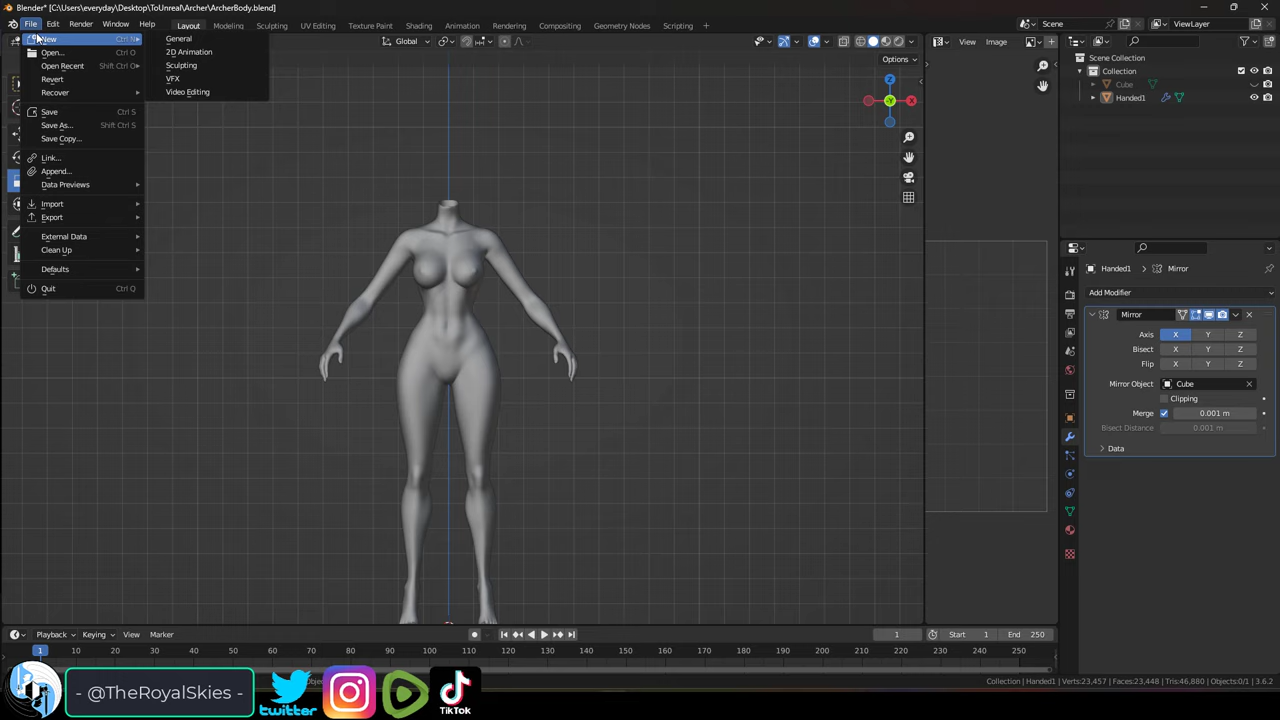 Blender* [C:\Users\everyday\Desktop\ToUnreal\Archer\ArcherBody.blend]
File Edit Render Window Help Layout Modeling Sculpting UV Editing Texture Paint Shading Animation Rendering Compositing Geometry Nodes Scripting + Scene ViewLayer
New Ctrl N
Open... Ctrl O
Open Recent Shift Ctrl O
Revert
Recover
Save Ctrl S
Save As... Shift Ctrl S
Save Copy...
Link...
Append...
Data Previews
Import
Export
External Data
Clean Up
Defaults
Quit Ctrl Q
General
2D Animation
Sculpting
VFX
Video Editing
Global
Options
Z
-Y
X
View Image
Scene Collection
Collection
Cube
Handed1
Handed1 Mirror
Add Modifier
Mirror
Axis X Y Z
Bisect X Y Z
Flip X Y Z
Mirror Object Cube
Clipping
Merge 0.001 m
Bisect Distance 0.001 m
Data
Playback Keying View Marker 1 Start 1 End 250
1 10 20 30 40 50 60 70 80 90 100 110 120 130 140 150 160 170 180 190 200 210 220 230 240 250
Collection | Handed1 | Verts:23,457 | Faces:23,448 | Tris:46,880 | Objects:0/1 | 3.6.2
- @TheRoyalSkies -
twitter
TikTok